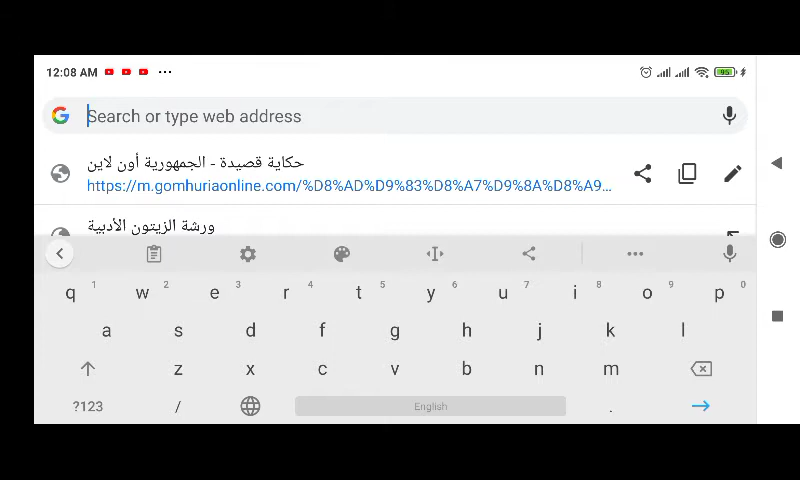 12:08 AM
95
Search or type web address
حكاية قصيدة - الجمهورية أون لاين
https://m.gomhuriaonline.com/%D8%AD%D9%83%D8%A7%D9%8A%D8%A9...
ورشة الزيتون الأدبية
q 1 w 2 e 3 r 4 t 5 y 6 u 7 i 8 o 9 p 0
a s d f g h j k l
z x c v b n m
?123 / English .